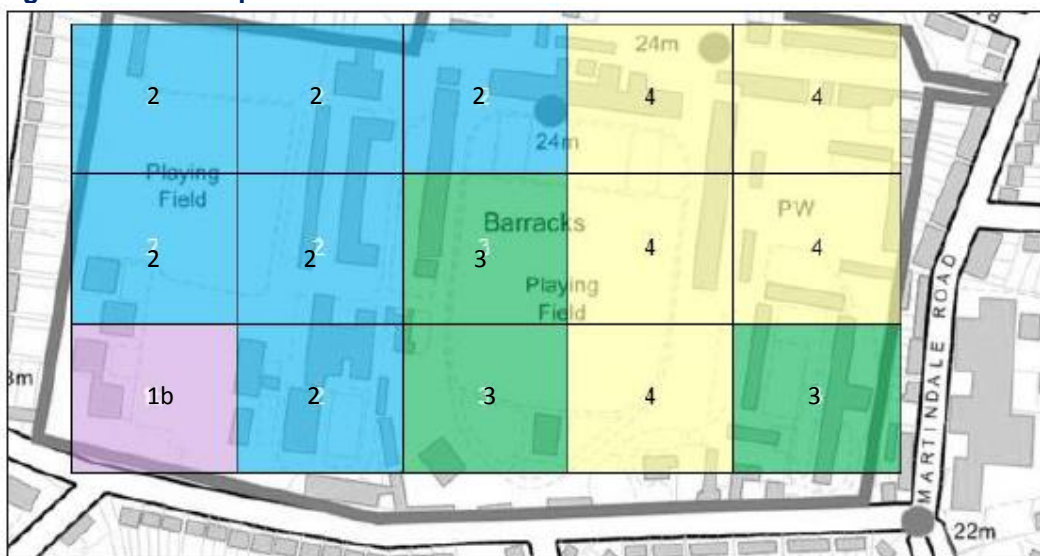 24m
2 2 2 4 4
24m
Playing
Field
Barracks
PW
2 2 3 4 4
Playing
Field
MARTINDALE ROAD
1b 2 3 4 3
22m